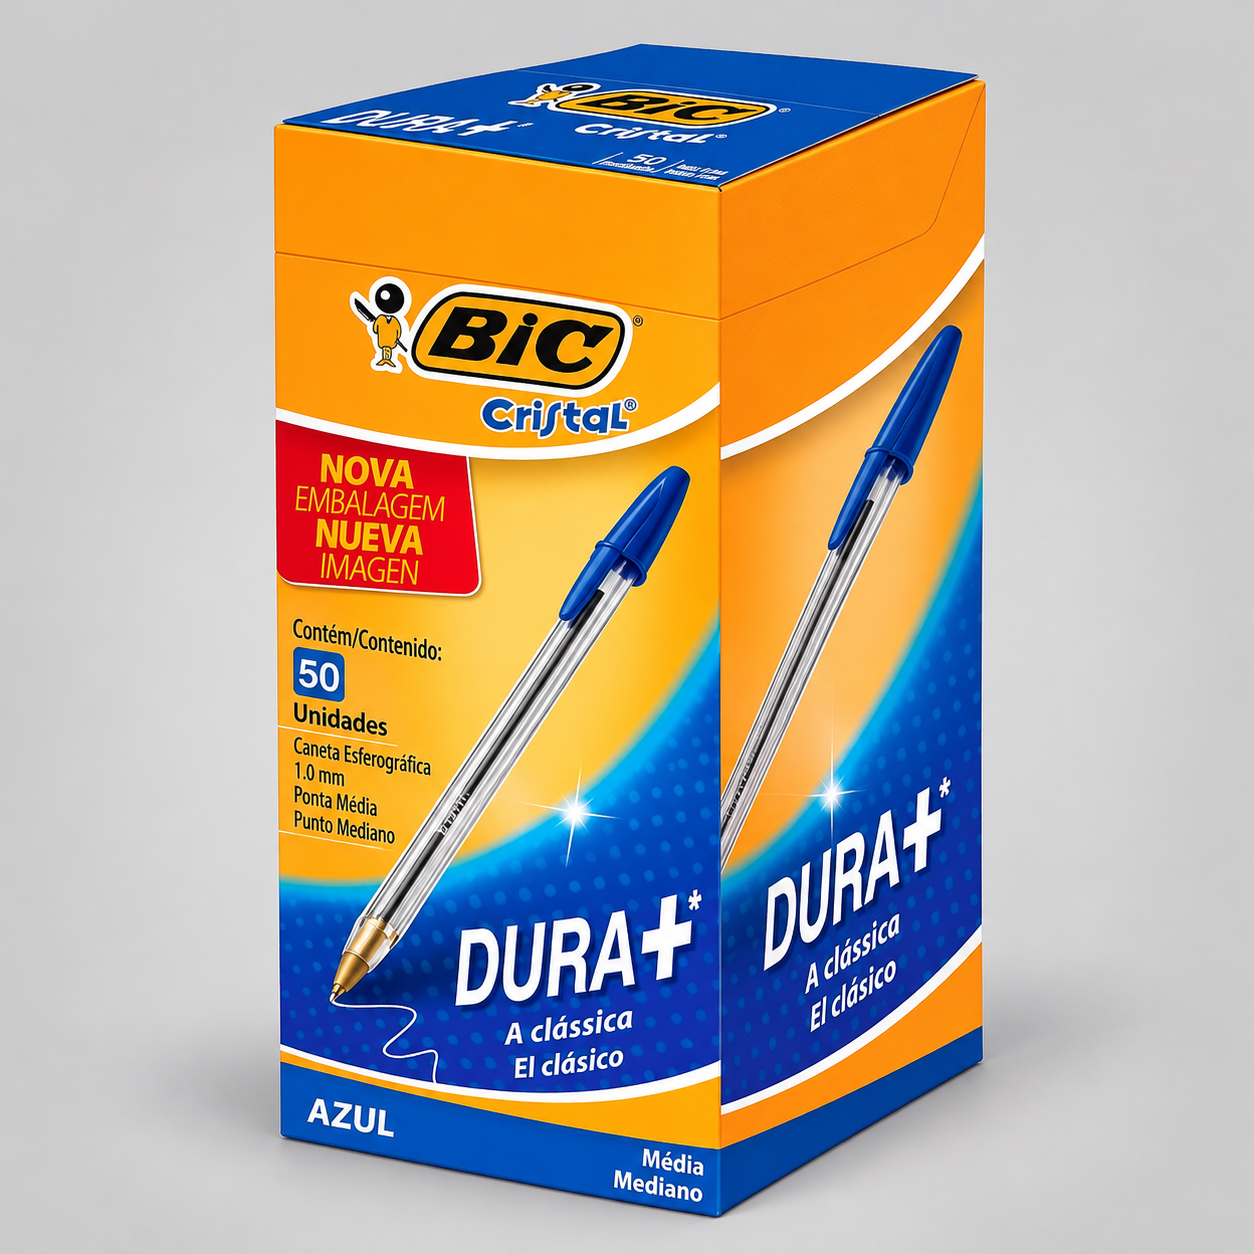 DURA+*
BIC®
Cristal®
50
BIC®
Cristal®
NOVA
EMBALAGEM
NUEVA
IMAGEN
Contém/Contenido:
50
Unidades
Caneta Esferográfica
1.0 mm
Ponta Média
Punto Mediano
DURA+*
A clássica
El clásico
AZUL
Média
Mediano
DURA+*
A clássica
El clásico